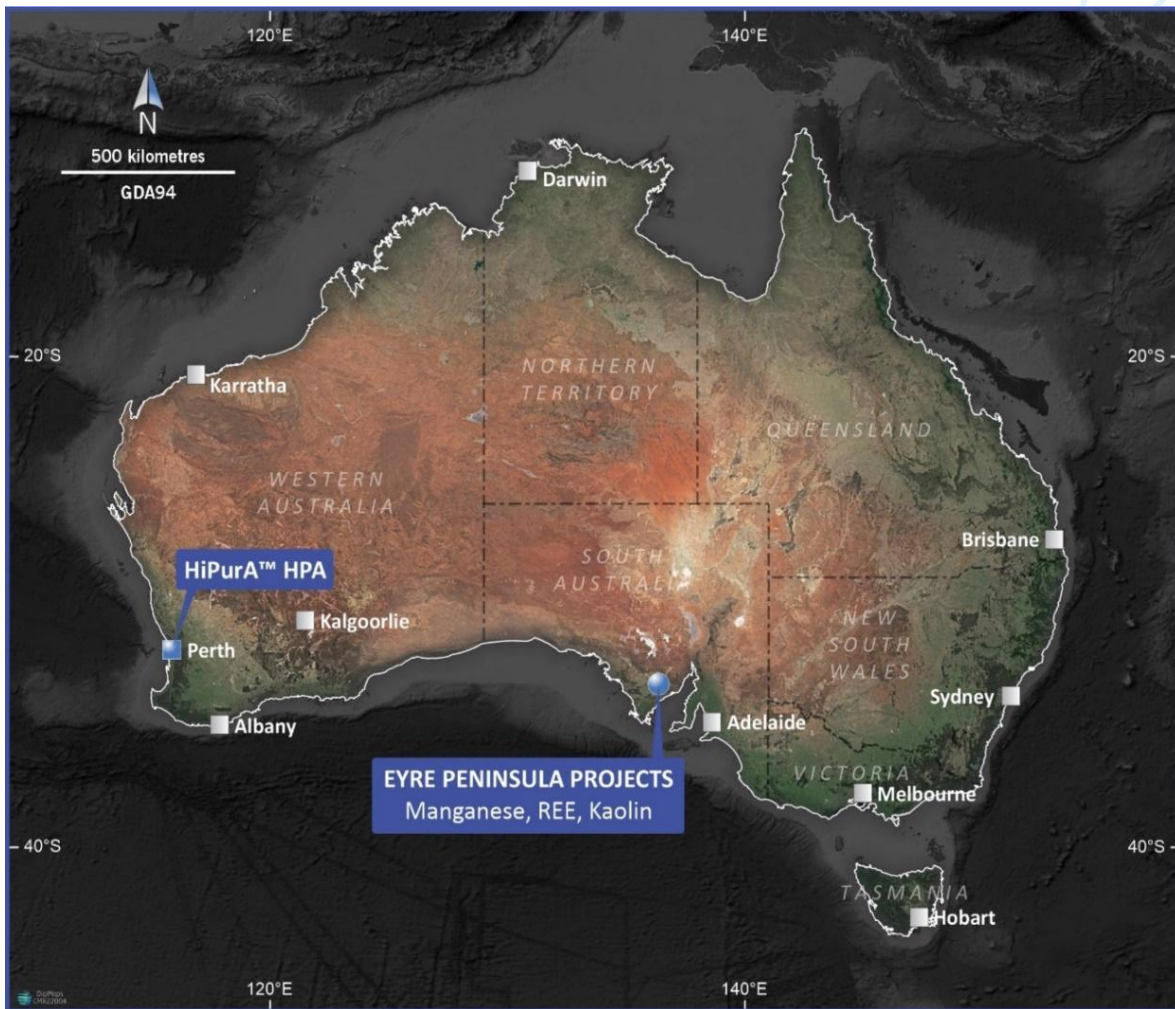 120°E
140°E
N
500 kilometres
GDA94
Darwin
20°S
20°S
Karratha
NORTHERN
TERRITORY
QUEENSLAND
WESTERN
AUSTRALIA
Brisbane
SOUTH
AUSTRALI
HiPurA™ HPA
Kalgoorlie
Perth
NEW
SOUTH
WALES
Sydney
Albany
Adelaide
EYRE PENINSULA PROJECTS
Manganese, REE, Kaolin
VICTORIA
Melbourne
40°S
40°S
TASMANIA
Hobart
120°E
140°E
DigMaps